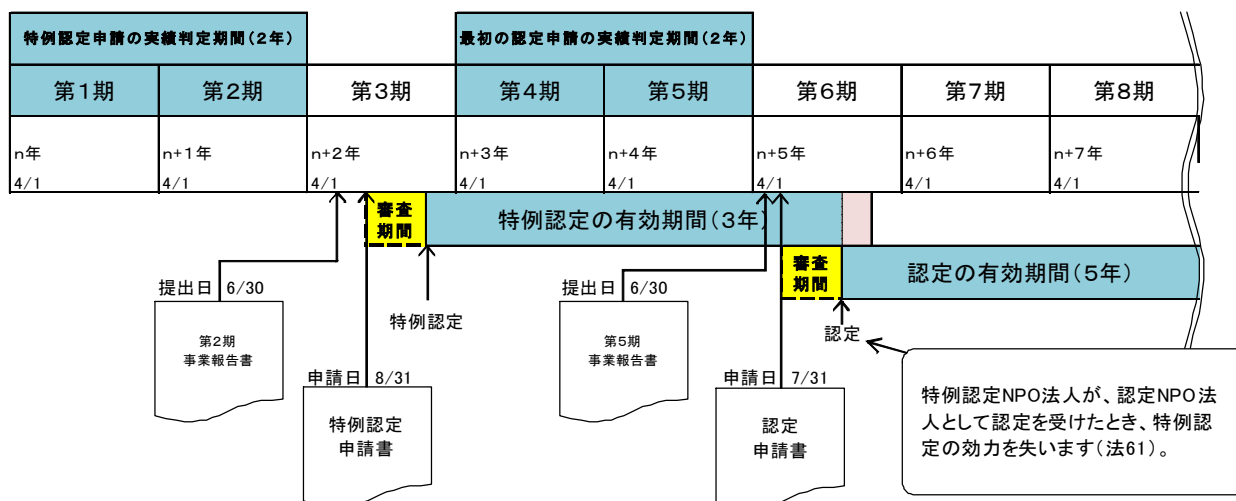 特例認定申請の実績判定期間(2年)
最初の認定申請の実績判定期間(2年)
第1期
第2期
第3期
第4期
第5期
第6期
第7期
第8期
n年
n+1年
n+2年
n+3年
n+4年
n+5年
n+6年
n+7年
4/1
4/1
4/1
4/1
4/1
4/1
4/1
4/1
審査
期間
特例認定の有効期間(3年)
審査
期間
認定の有効期間(5年)
提出日 6/30
第2期
事業報告書
特例認定
申請日 8/31
特例認定
申請書
提出日 6/30
第5期
事業報告書
認定
申請日 7/31
認定
申請書
特例認定NPO法人が、認定NPO法
人として認定を受けたとき、特例認
定の効力を失います(法61)。